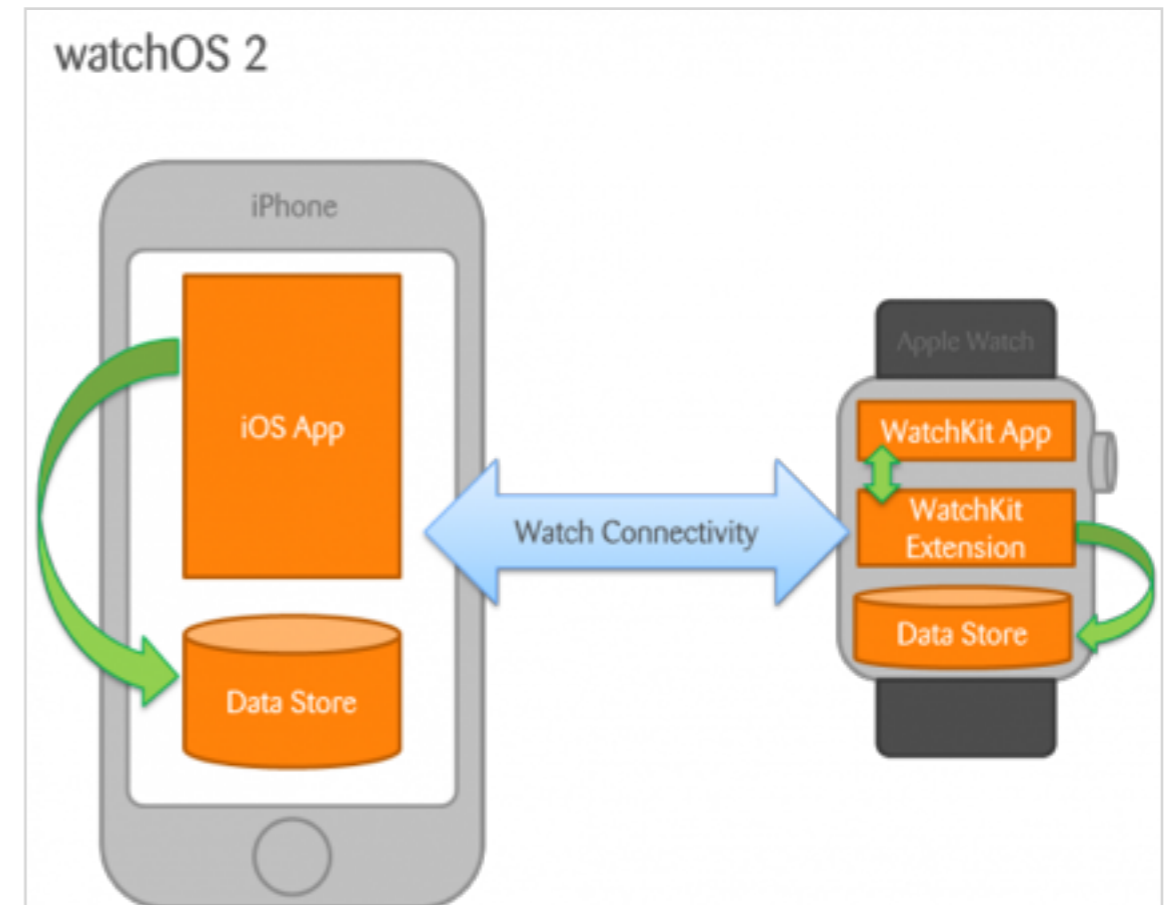 watchOS 2
iPhone
iOS App
Data Store
Watch Connectivity
Apple Watch
WatchKit App
WatchKit
Extension
Data Store